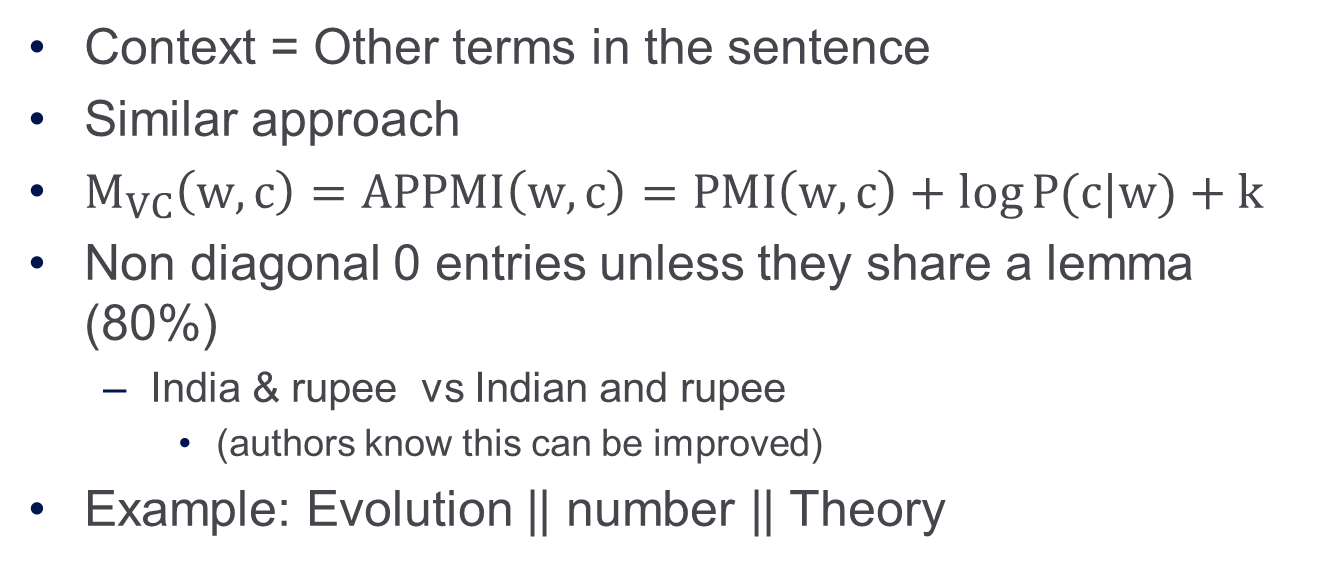 • Context = Other terms in the sentence
• Similar approach
• M_VC(w, c) = APPMI(w, c) = PMI(w, c) + log P(c|w) + k
• Non diagonal 0 entries unless they share a lemma
(80%)
– India & rupee  vs Indian and rupee
• (authors know this can be improved)
• Example: Evolution || number || Theory